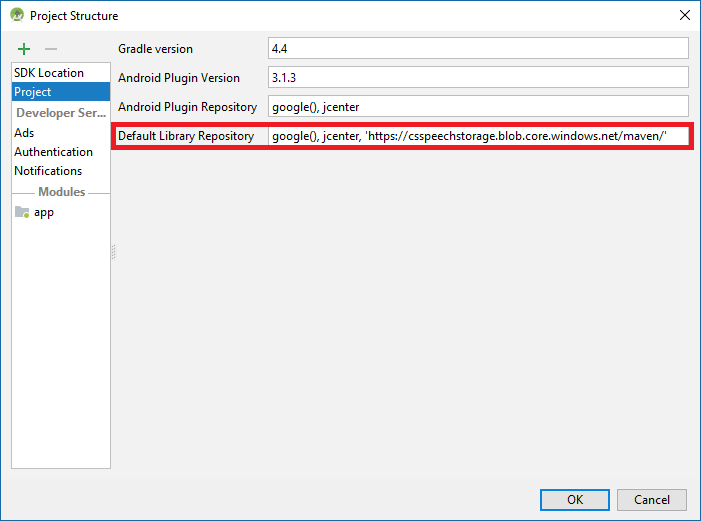 Project Structure
Gradle version 4.4
SDK Location
Android Plugin Version 3.1.3
Project
Android Plugin Repository google(), jcenter
Developer Ser...
Default Library Repository google(), jcenter, 'https://csspeechstorage.blob.core.windows.net/maven/'
Ads
Authentication
Notifications
Modules
app
OK Cancel